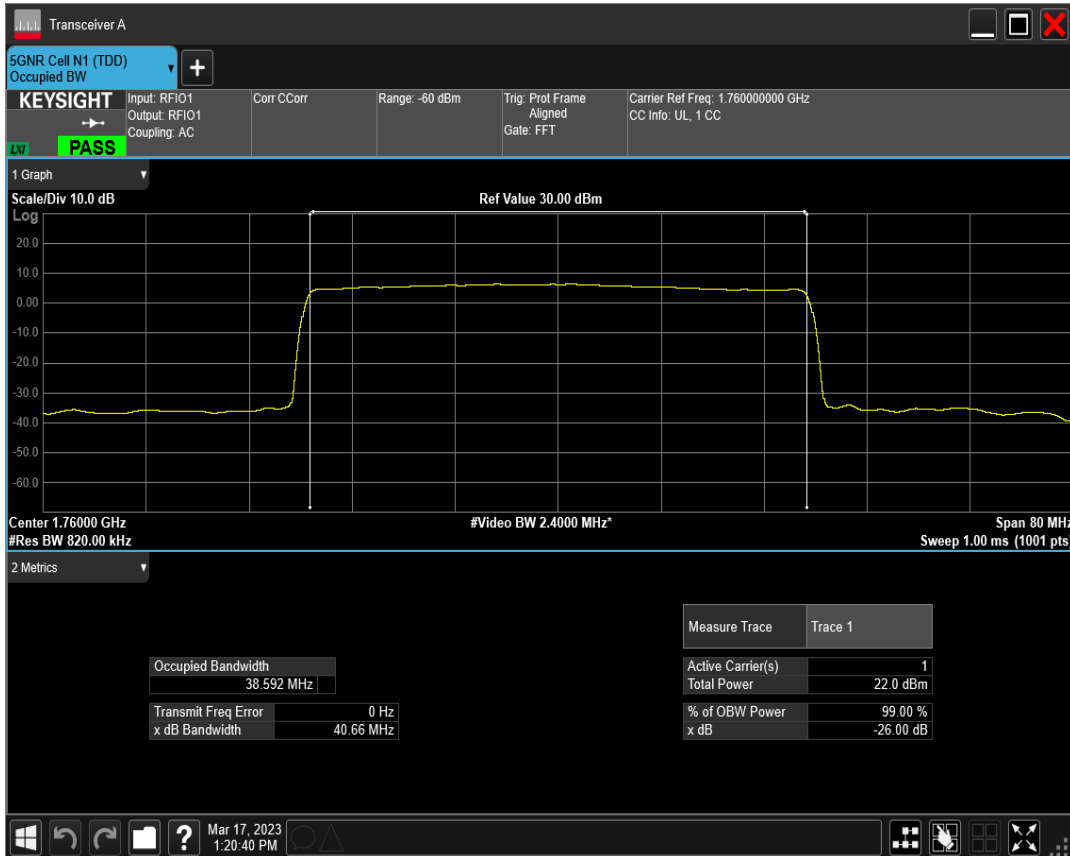 Transceiver A
5GNR Cell N1 (TDD)
Occupied BW
+
KEYSIGHT
LXI
PASS
Input: RFIO1
Output: RFIO1
Coupling: AC
Corr CCorr
Range: -60 dBm
Trig: Prot Frame
Aligned
Gate: FFT
Carrier Ref Freq: 1.760000000 GHz
CC Info: UL, 1 CC
1 Graph
Scale/Div 10.0 dB
Ref Value 30.00 dBm
Log
20.0
10.0
0.00
-10.0
-20.0
-30.0
-40.0
-50.0
-60.0
Center 1.76000 GHz
#Video BW 2.4000 MHz*
Span 80 MHz
#Res BW 820.00 kHz
Sweep 1.00 ms (1001 pts)
2 Metrics
Measure Trace Trace 1
Occupied Bandwidth
38.592 MHz
Active Carrier(s) 1
Total Power 22.0 dBm
Transmit Freq Error 0 Hz
x dB Bandwidth 40.66 MHz
% of OBW Power 99.00 %
x dB -26.00 dB
?
Mar 17, 2023
1:20:40 PM